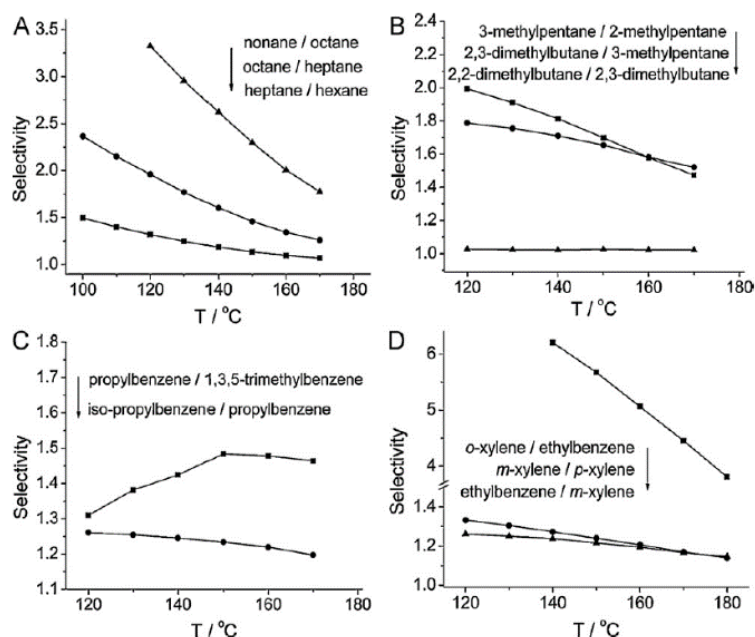 A
nonane / octane
octane / heptane
heptane / hexane
3.5
3.0
2.5
2.0
1.5
1.0
Selectivity
100 120 140 160 180
T / °C
B
3-methylpentane / 2-methylpentane
2,3-dimethylbutane / 3-methylpentane
2,2-dimethylbutane / 2,3-dimethylbutane
2.4
2.2
2.0
1.8
1.6
1.4
1.2
1.0
Selectivity
120 130 140 150 160 170 180
T / °C
C
propylbenzene / 1,3,5-trimethylbenzene
iso-propylbenzene / propylbenzene
1.8
1.7
1.6
1.5
1.4
1.3
1.2
1.1
Selectivity
120 140 160 180
T / °C
D
o-xylene / ethylbenzene
m-xylene / p-xylene
ethylbenzene / m-xylene
6
5
4
1.4
1.2
1.0
Selectivity
120 140 160 180
T / °C